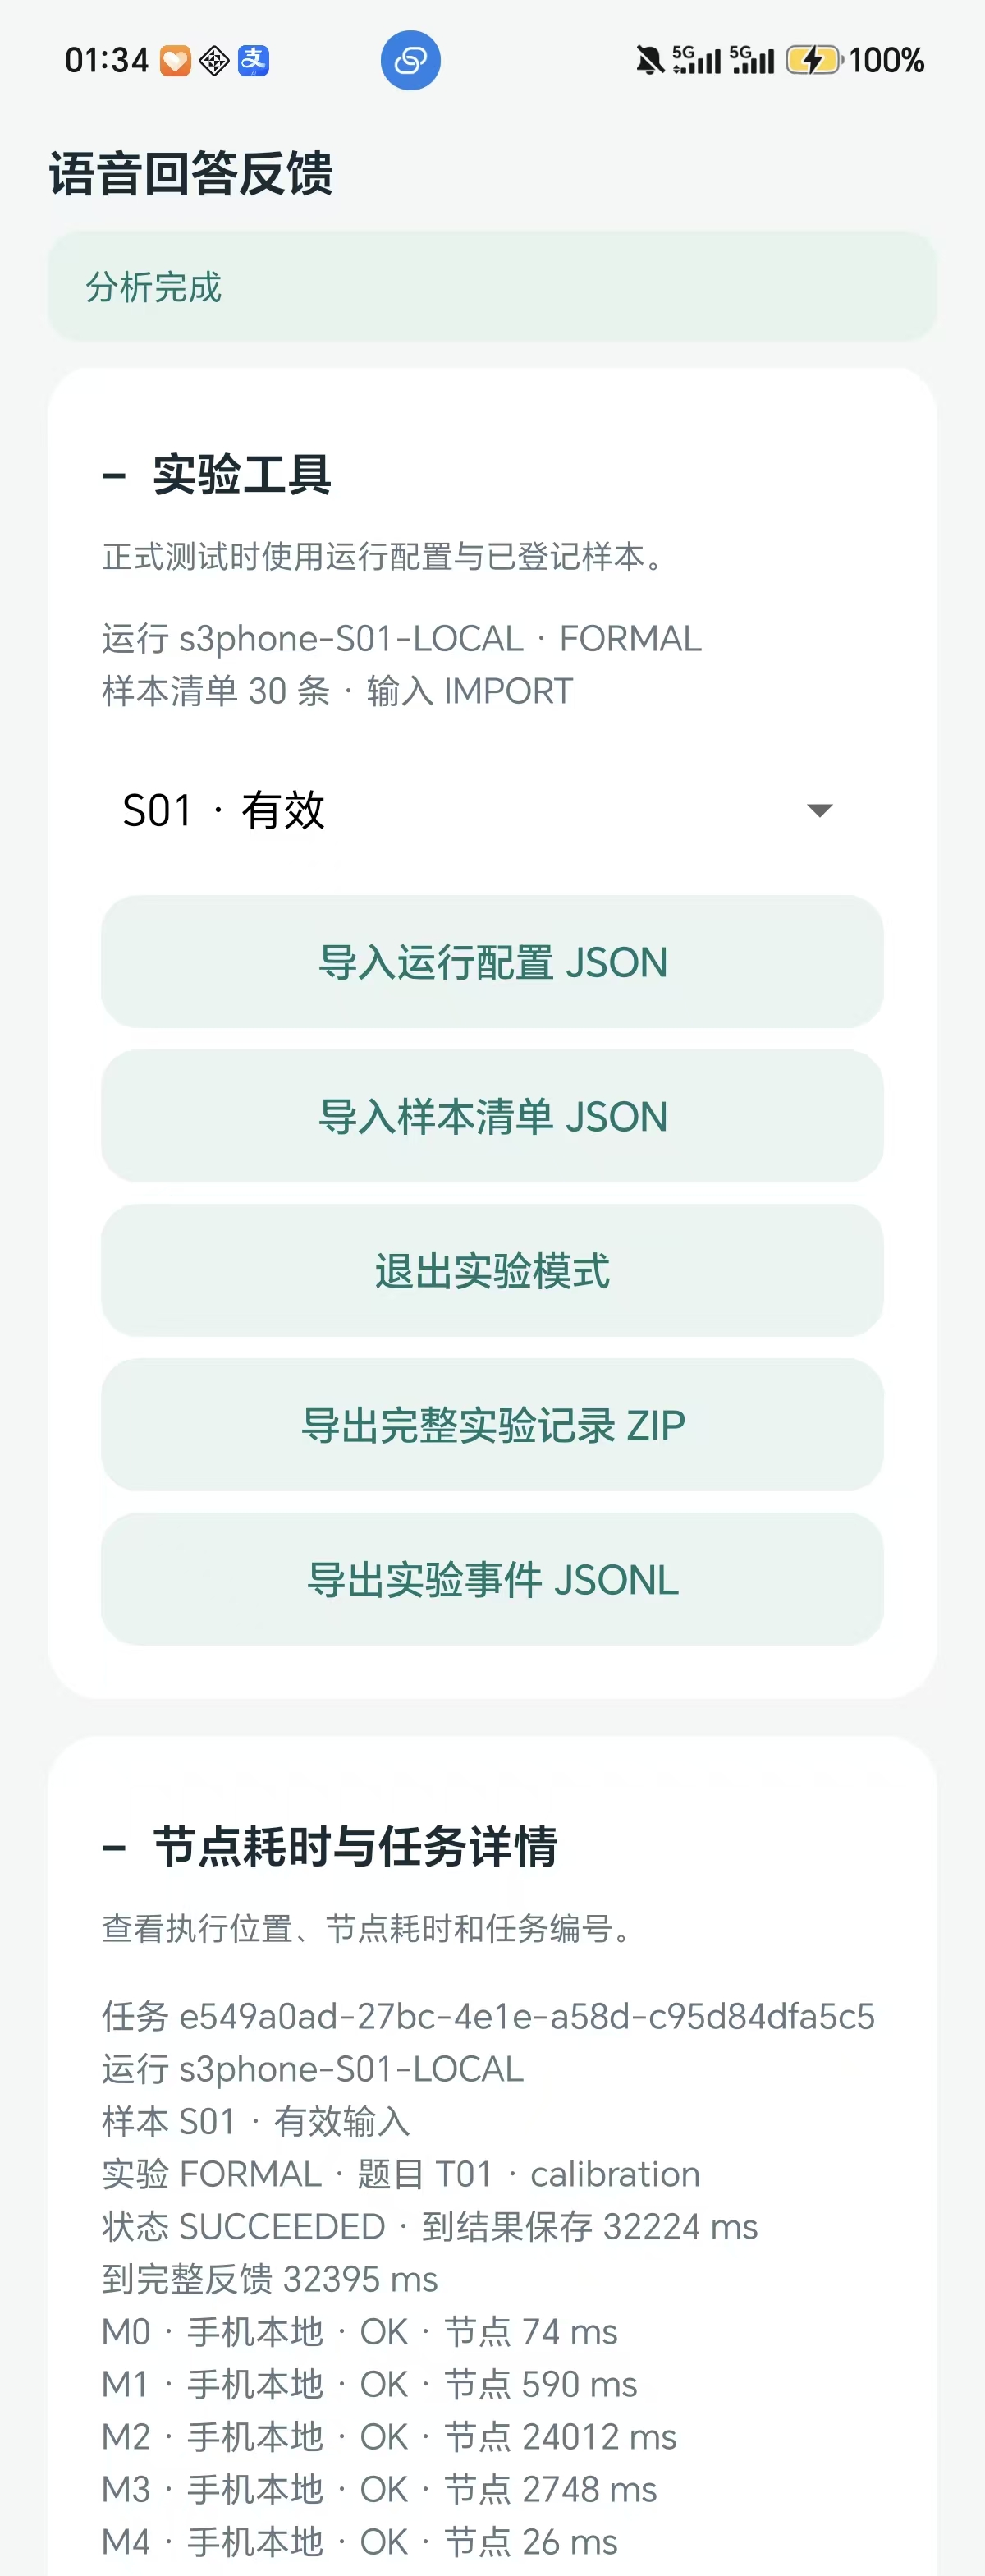 01:34 支 5G 5G 100%
语音回答反馈
分析完成
– 实验工具
正式测试时使用运行配置与已登记样本。
运行 s3phone-S01-LOCAL · FORMAL
样本清单 30 条 · 输入 IMPORT
S01 · 有效
导入运行配置 JSON
导入样本清单 JSON
退出实验模式
导出完整实验记录 ZIP
导出实验事件 JSONL
– 节点耗时与任务详情
查看执行位置、节点耗时和任务编号。
任务 e549a0ad-27bc-4e1e-a58d-c95d84dfa5c5
运行 s3phone-S01-LOCAL
样本 S01 · 有效输入
实验 FORMAL · 题目 T01 · calibration
状态 SUCCEEDED · 到结果保存 32224 ms
到完整反馈 32395 ms
M0 · 手机本地 · OK · 节点 74 ms
M1 · 手机本地 · OK · 节点 590 ms
M2 · 手机本地 · OK · 节点 24012 ms
M3 · 手机本地 · OK · 节点 2748 ms
M4 · 手机本地 · OK · 节点 26 ms